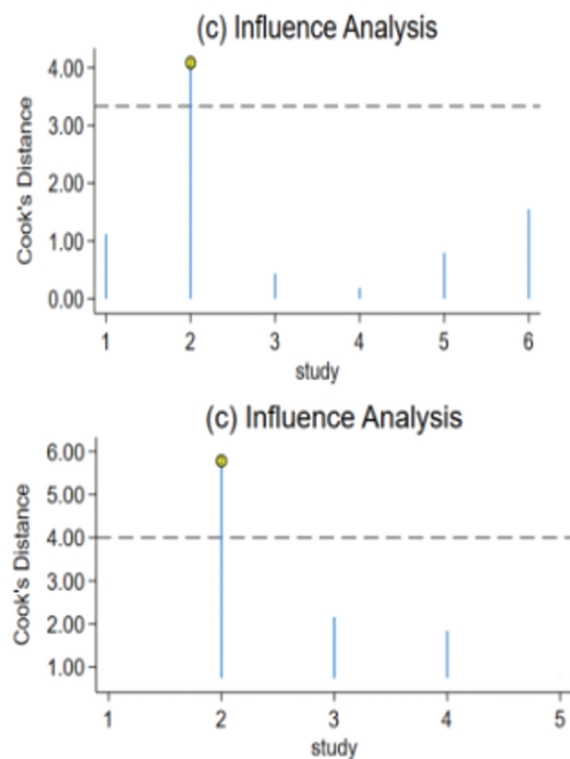 (c) Influence Analysis
Cook's Distance
4.00
3.00
2.00
1.00
0.00
1 2 3 4 5 6
study
(c) Influence Analysis
Cook's Distance
6.00
5.00
4.00
3.00
2.00
1.00
1 2 3 4 5
study